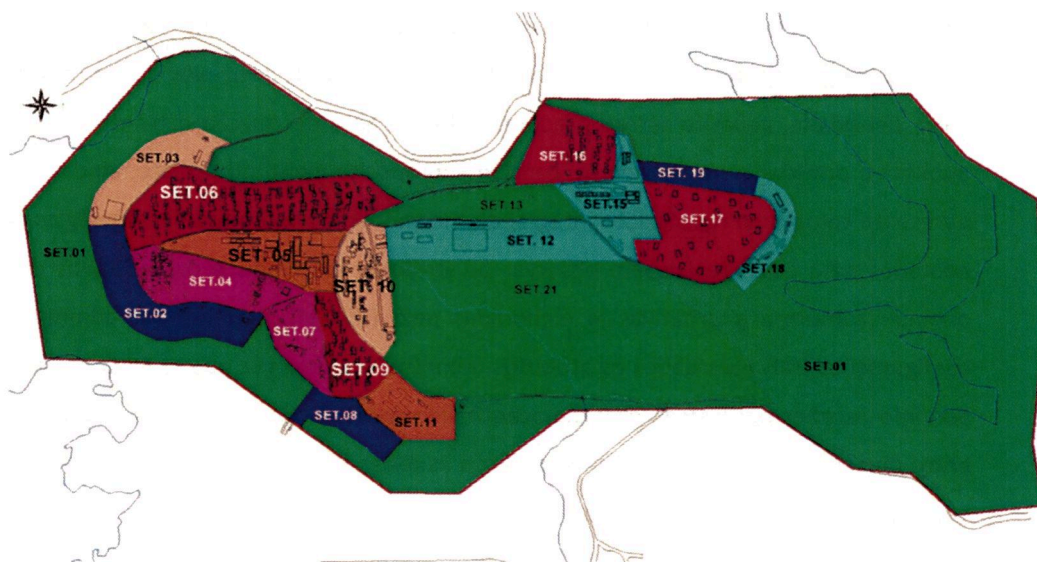 SET.03
SET. 16
SET. 19
SET.06
SET.13
SET.15
SET.17
SET.01
SET. 05
SET. 12
SET.18
SET.04
SET. 10
SET. 21
SET.02
SET.07
SET.09
SET.01
SET.08
SET.11